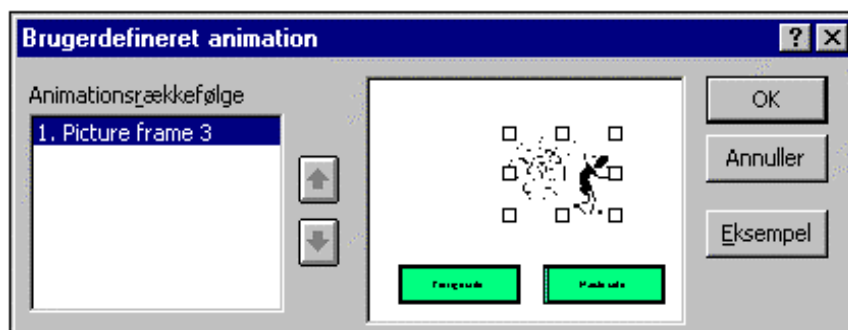 Brugerdefineret animation
Animationsrækkefølge
1. Picture frame 3
OK
Annuller
Eksempel